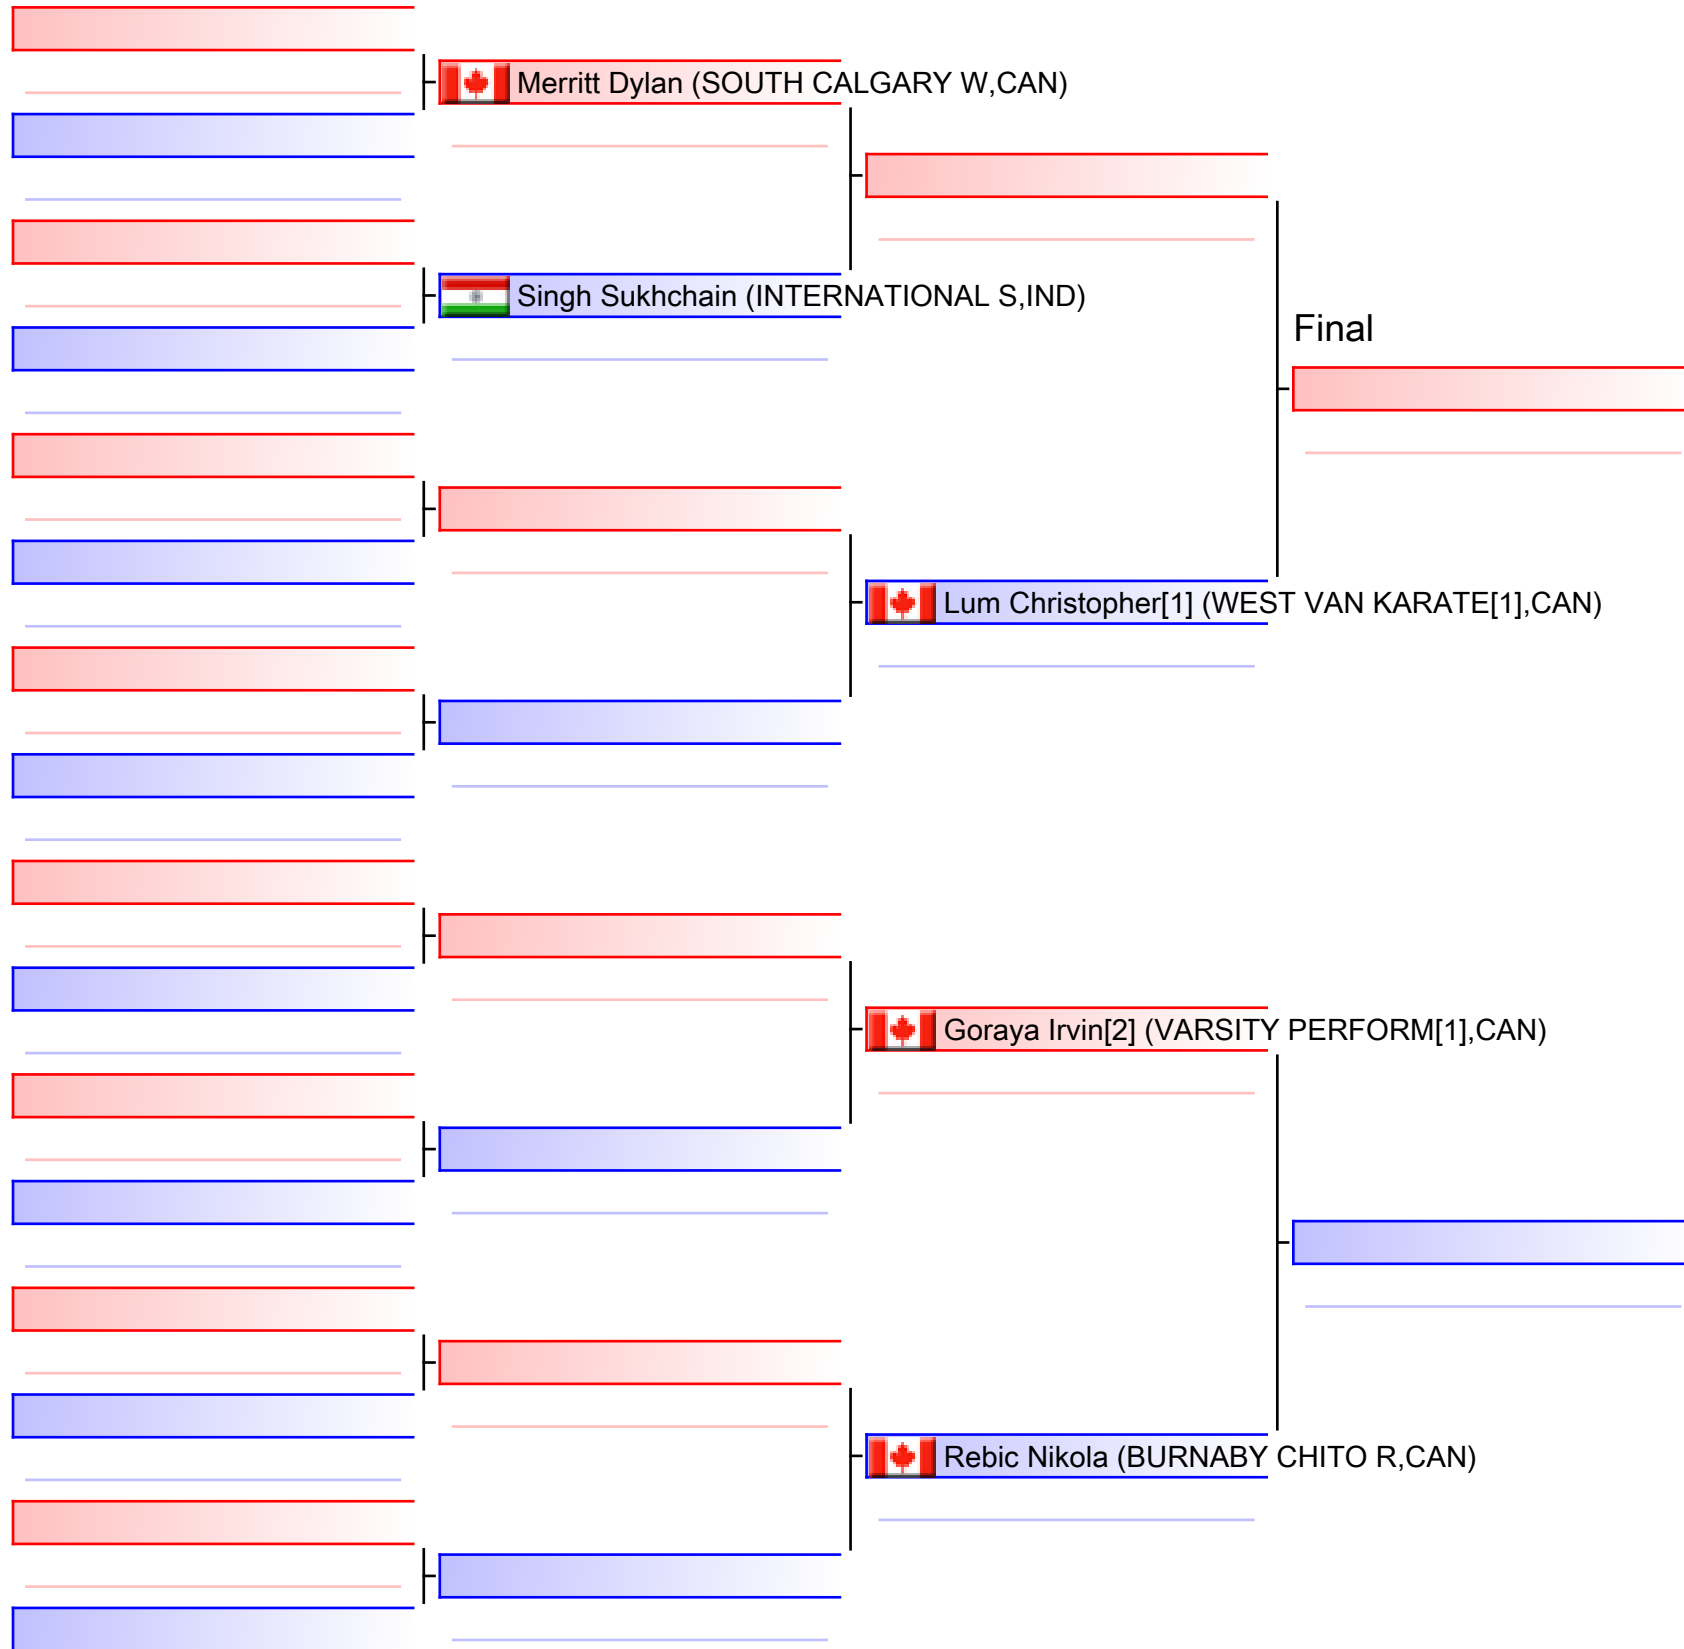 Merritt Dylan (SOUTH CALGARY W,CAN)
Singh Sukhchain (INTERNATIONAL S,IND)
Final
Lum Christopher[1] (WEST VAN KARATE[1],CAN)
Goraya Irvin[2] (VARSITY PERFORM[1],CAN)
Rebic Nikola (BURNABY CHITO R,CAN)